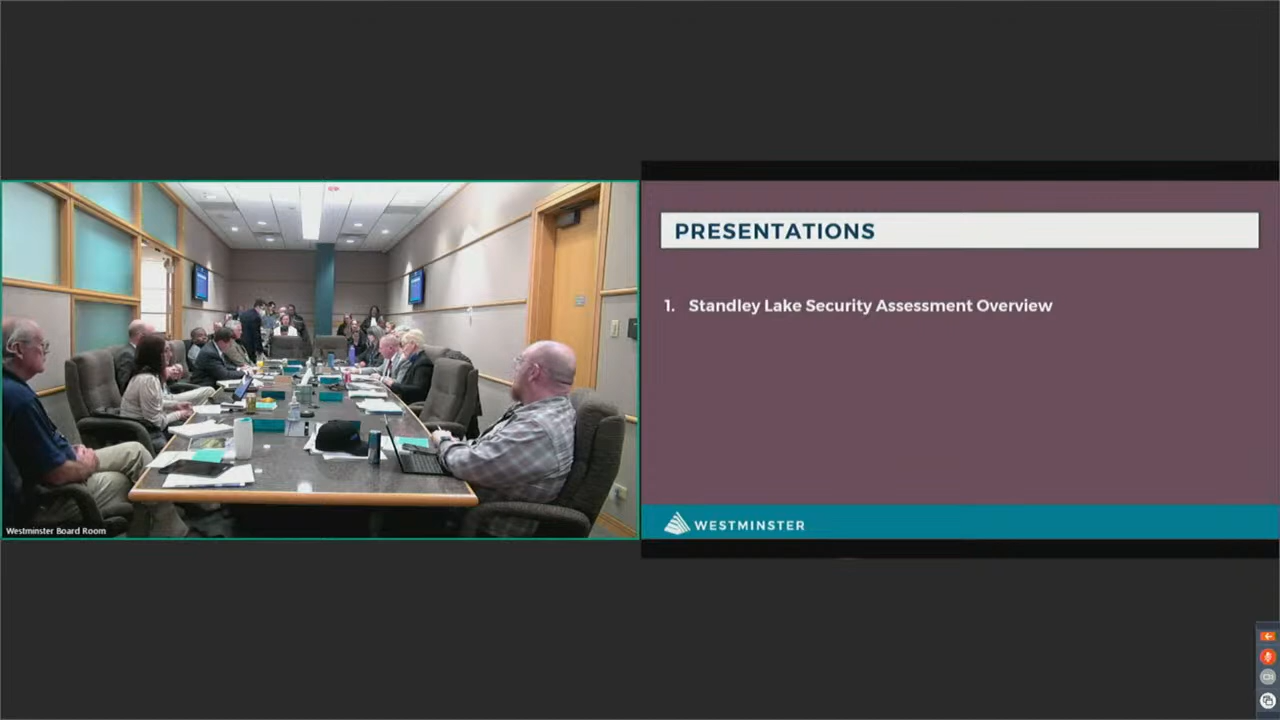 PRESENTATIONS
1. Standley Lake Security Assessment Overview
WESTMINSTER
Westminster Board Room